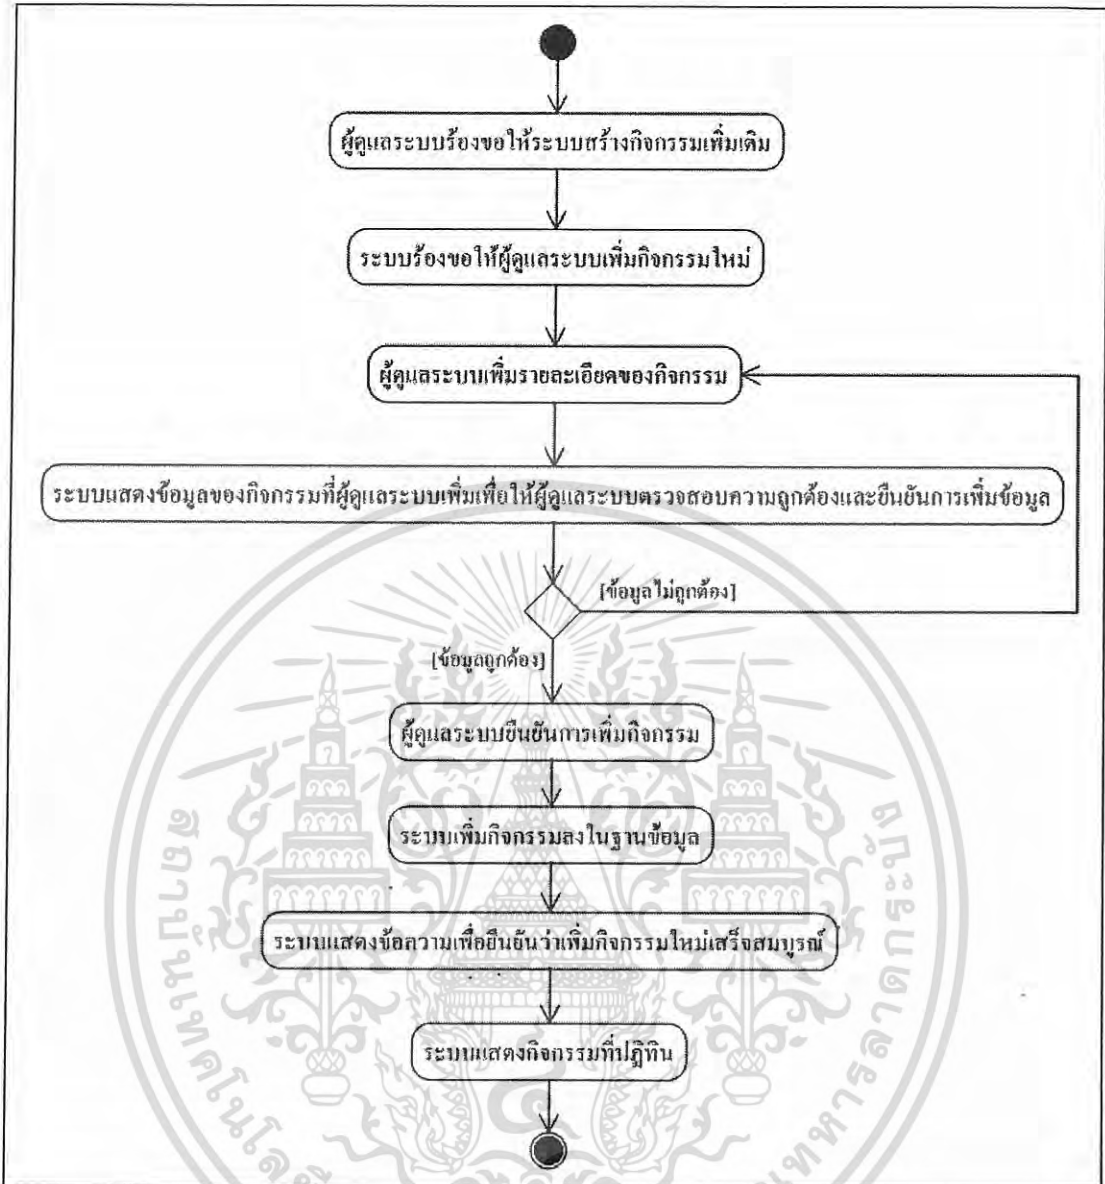 ผู้ดูแลระบบร้องขอให้ระบบสร้างกิจกรรมเพิ่มเติม
ระบบร้องขอให้ผู้ดูแลระบบเพิ่มกิจกรรมใหม่
ผู้ดูแลระบบเพิ่มรายละเอียดของกิจกรรม
ระบบแสดงข้อมูลของกิจกรรมที่ผู้ดูแลระบบเพิ่มเพื่อให้ผู้ดูแลระบบตรวจสอบความถูกต้องและยืนยันการเพิ่มข้อมูล
[ข้อมูลไม่ถูกต้อง]
[ข้อมูลถูกต้อง]
ผู้ดูแลระบบยืนยันการเพิ่มกิจกรรม
ระบบเพิ่มกิจกรรมลงในฐานข้อมูล
ระบบแสดงข้อความเพื่อยืนยันว่าเพิ่มกิจกรรมใหม่เสร็จสมบูรณ์
ระบบแสดงกิจกรรมที่ปฏิทิน